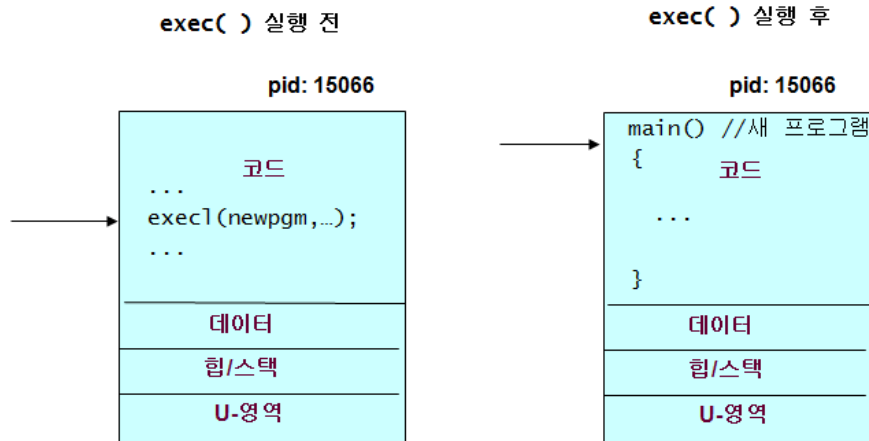 exec( ) 실행 전
pid: 15066
코드
...
execl(newpgm,…);
...
데이터
힙/스택
U-영역
exec( ) 실행 후
pid: 15066
main() //새 프로그램
{
코드
...
}
데이터
힙/스택
U-영역